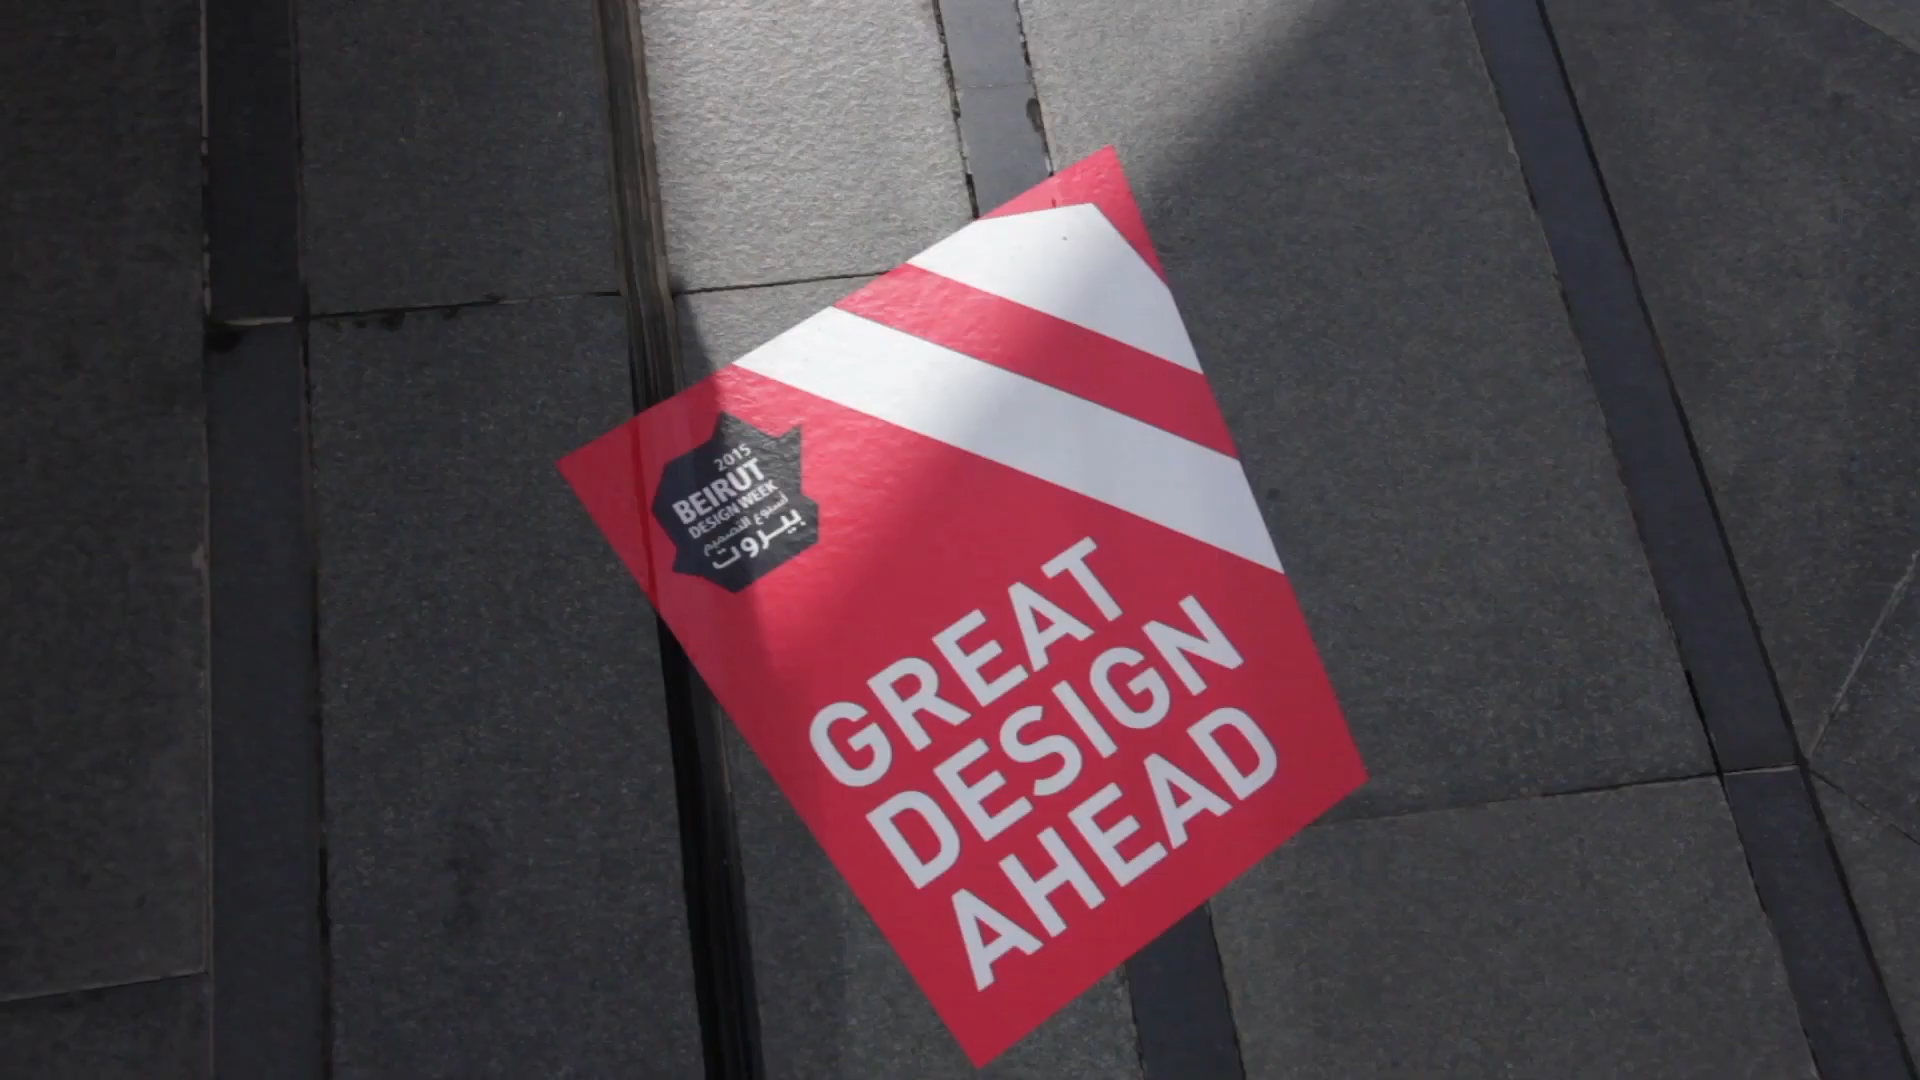 2015
BEIRUT
DESIGN WEEK
أسبوع التصميم
بيروت
GREAT
DESIGN
AHEAD